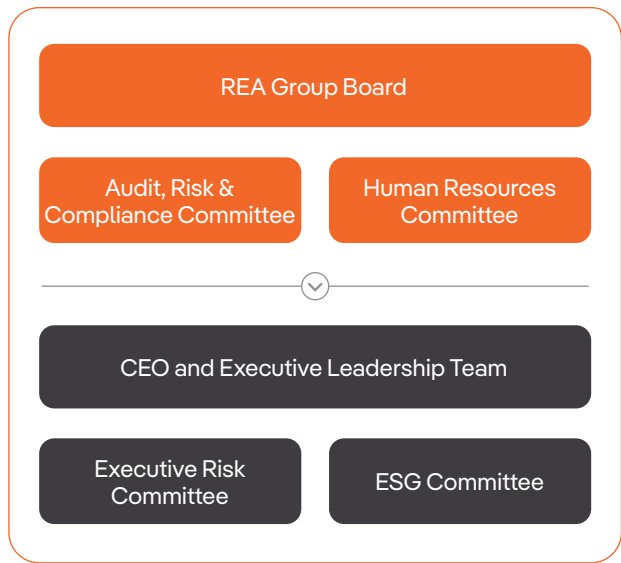 REA Group Board
Audit, Risk &
Compliance Committee
Human Resources
Committee
CEO and Executive Leadership Team
Executive Risk
Committee
ESG Committee